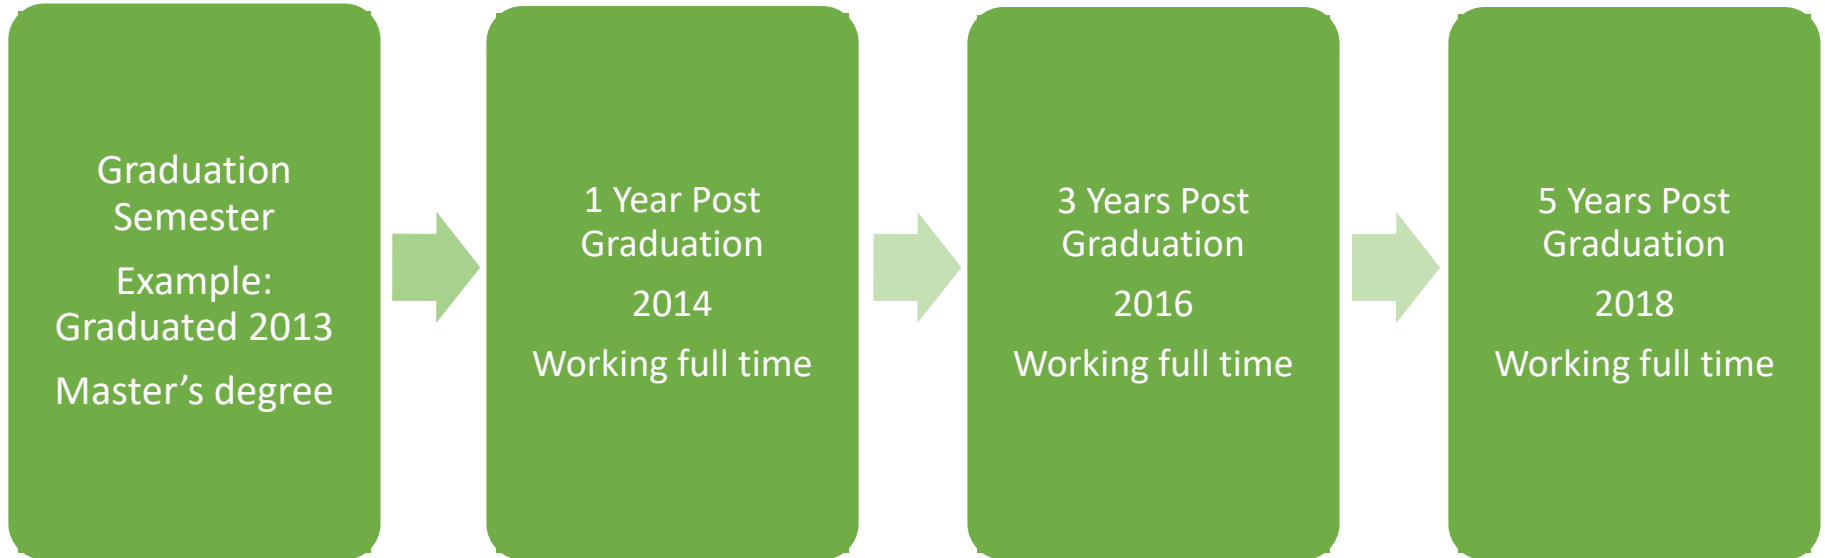 Graduation
Semester
Example:
Graduated 2013
Master’s degree
1 Year Post
Graduation
2014
Working full time
3 Years Post
Graduation
2016
Working full time
5 Years Post
Graduation
2018
Working full time